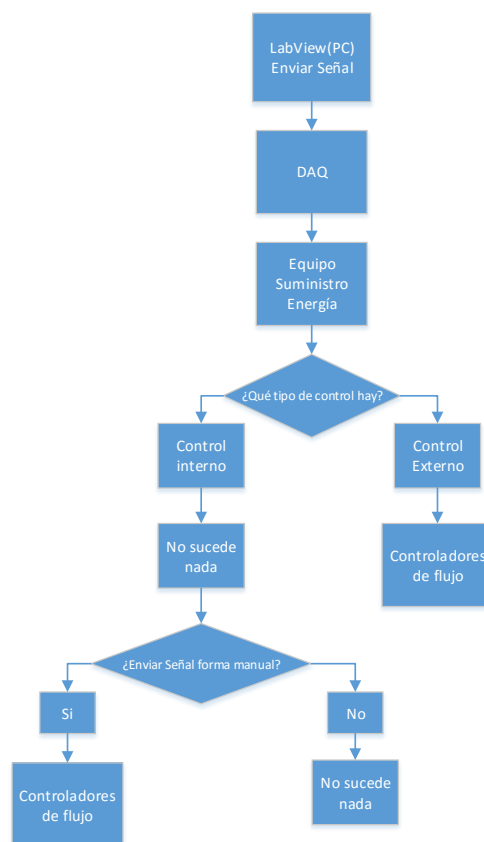 LabView(PC)
Enviar Señal
DAQ
Equipo
Suministro
Energía
¿Qué tipo de control hay?
Control
interno
Control
Externo
No sucede
nada
Controladores
de flujo
¿Enviar Señal forma manual?
Si
No
Controladores
de flujo
No sucede
nada